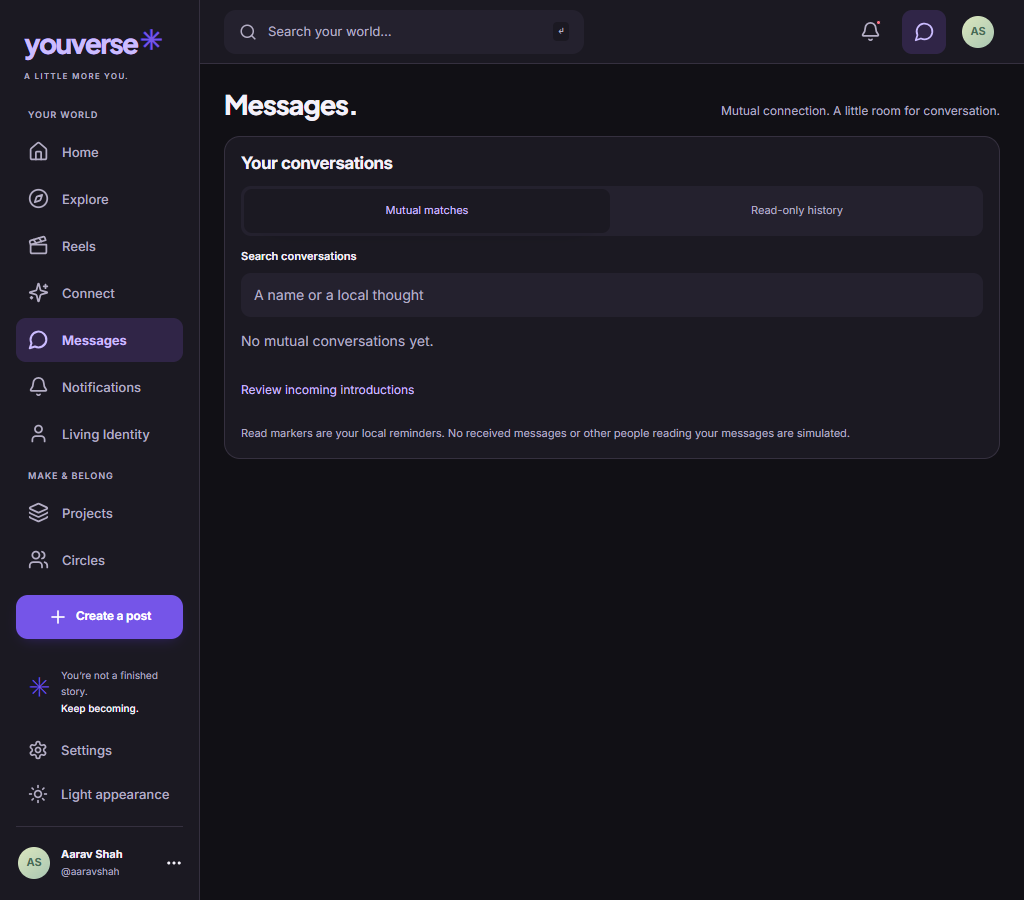 youverse
A LITTLE MORE YOU.
YOUR WORLD
Home
Explore
Reels
Connect
Messages
Notifications
Living Identity
MAKE & BELONG
Projects
Circles
Create a post
You're not a finished
story.
Keep becoming.
Settings
Light appearance
AS
Aarav Shah
@aaravshah
Search your world...
AS
Messages.
Mutual connection. A little room for conversation.
Your conversations
Mutual matches
Read-only history
Search conversations
A name or a local thought
No mutual conversations yet.
Review incoming introductions
Read markers are your local reminders. No received messages or other people reading your messages are simulated.